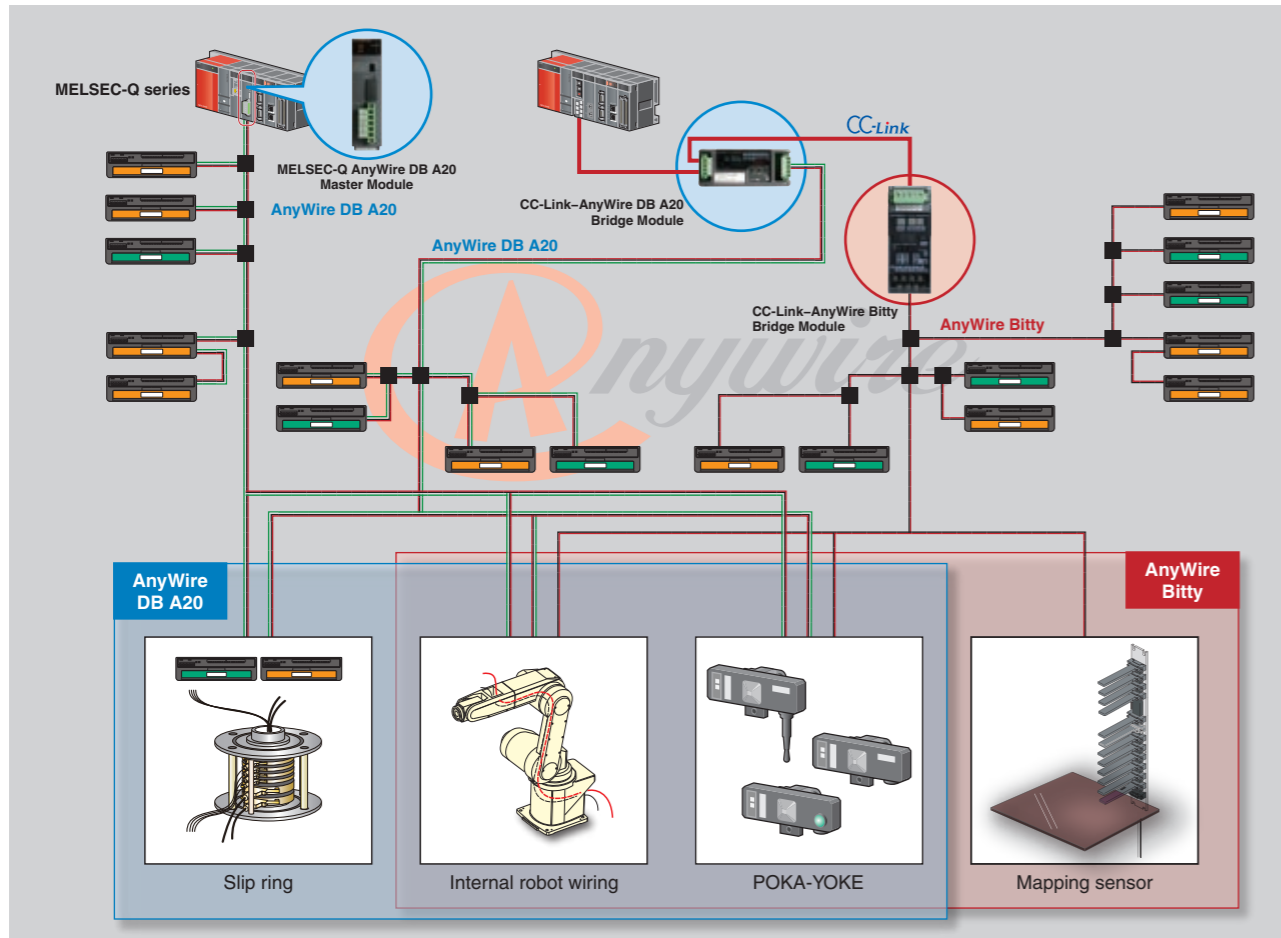 MELSEC-Q series
MELSEC-Q AnyWire DB A20
Master Module
AnyWire DB A20
CC-Link
CC-Link–AnyWire DB A20
Bridge Module
AnyWire DB A20
CC-Link–AnyWire Bitty
Bridge Module
AnyWire Bitty
Anywire
AnyWire
DB A20
AnyWire
Bitty
Slip ring
Internal robot wiring
POKA-YOKE
Mapping sensor